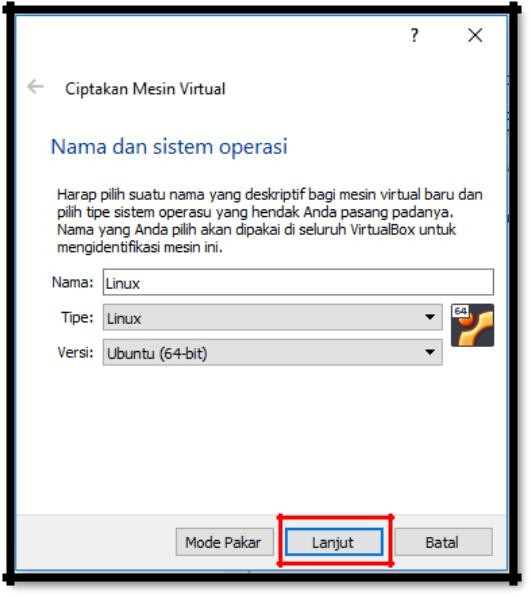 ?
Ciptakan Mesin Virtual
Nama dan sistem operasi
Harap pilih suatu nama yang deskriptif bagi mesin virtual baru dan
pilih tipe sistem operasu yang hendak Anda pasang padanya.
Nama yang Anda pilih akan dipakai di seluruh VirtualBox untuk
mengidentifikasi mesin ini.
Nama: Linux
Tipe: Linux 64
Versi: Ubuntu (64-bit)
Mode Pakar Lanjut Batal